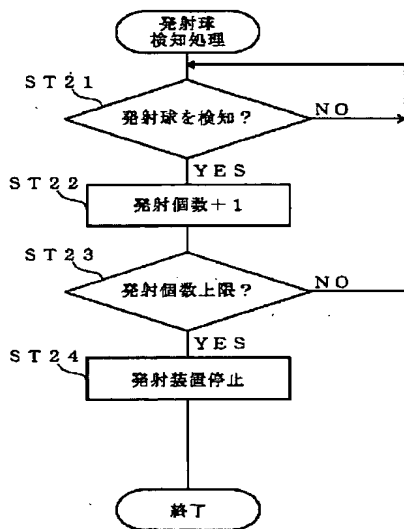 発射球
検知処理
ＳＴ２１
発射球を検知？
ＮＯ
ＹＥＳ
ＳＴ２２
発射個数＋１
ＳＴ２３
発射個数上限？
ＮＯ
ＹＥＳ
ＳＴ２４
発射装置停止
終了